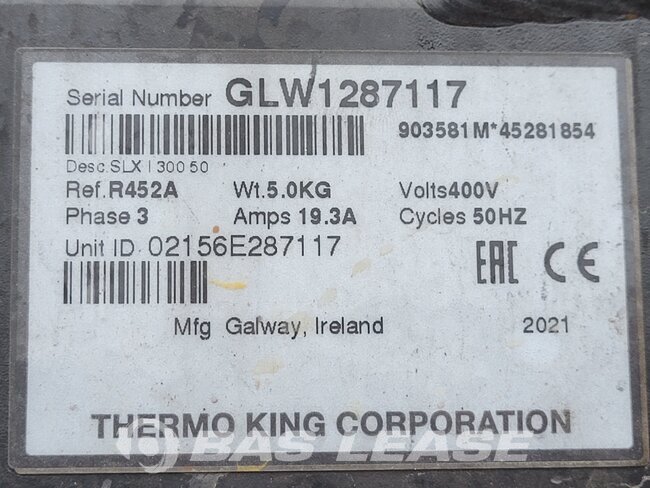 Serial Number GLW1287117
903581M*45281854
Desc.SLX I 300 50
Ref.R452A Wt.5.0KG Volts400V
Phase 3 Amps 19.3A Cycles 50HZ
Unit ID 02156E287117
EAC CE
Mfg Galway, Ireland 2021
THERMO KING CORPORATION
BAS LEASE